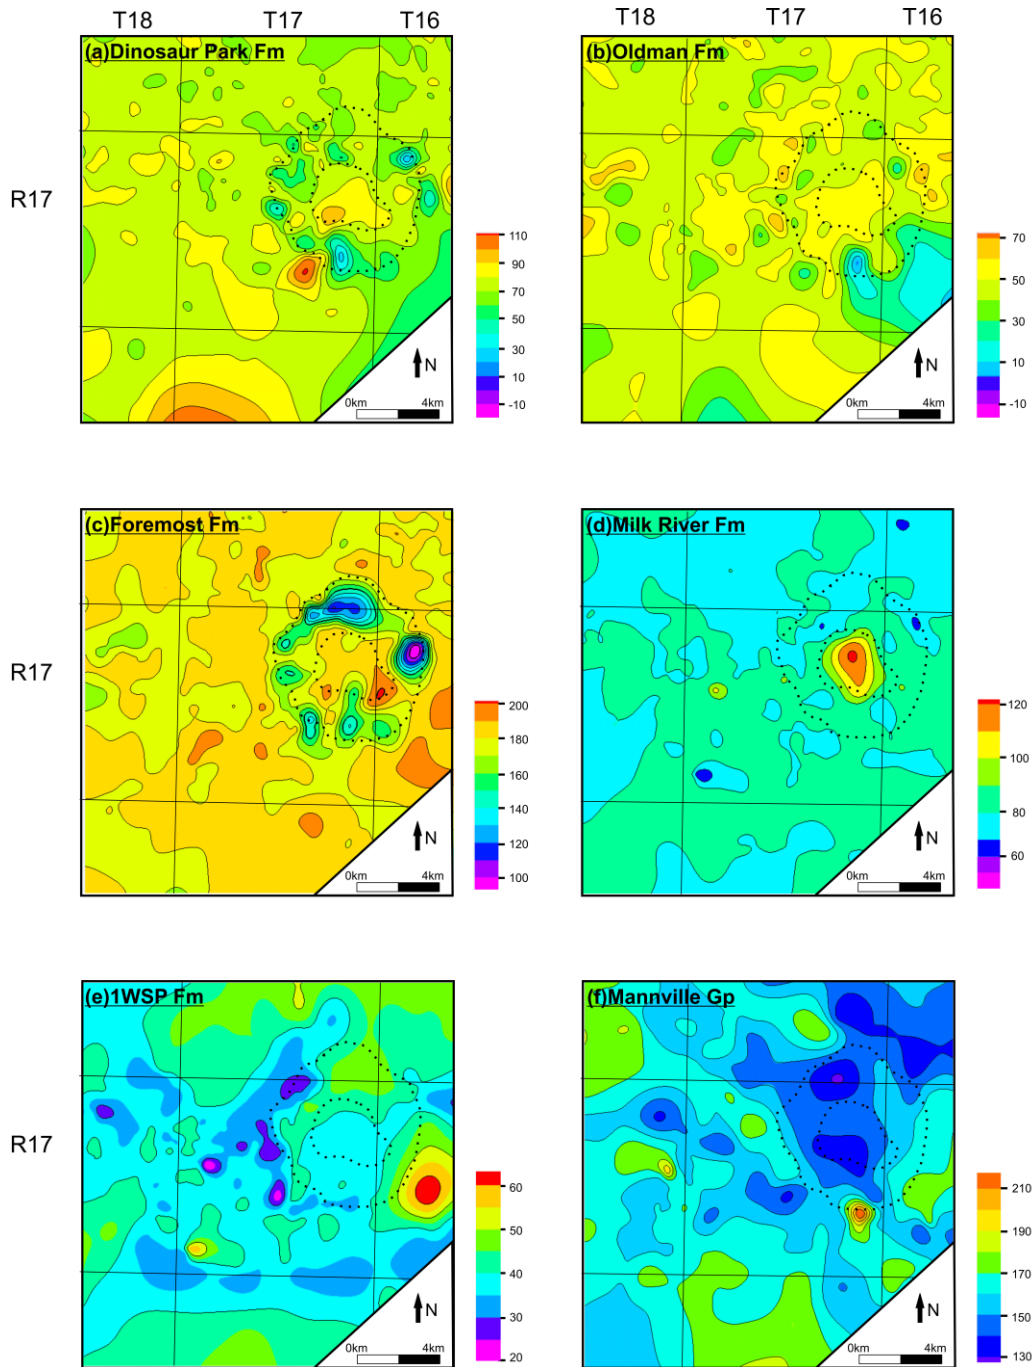 T18 T17 T16 T17 T16
T18
(a)Dinosaur Park Fm
(b)Oldman Fm
R17
110
90
70
50
30
10
-10
70
50
30
10
-10
N
0km 4km
N
0km 4km
(c)Foremost Fm
(d)Milk River Fm
R17
200
180
160
140
120
100
120
100
80
60
N
0km 4km
N
0km 4km
(e)1WSP Fm
(f)Mannville Gp
R17
60
50
40
30
20
210
190
170
150
130
N
0km 4km
N
0km 4km